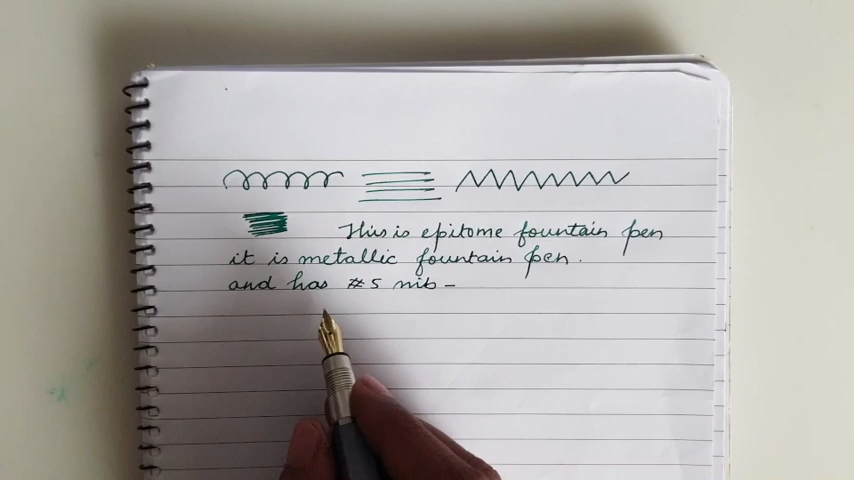 This is epitome fountain pen
it is metallic fountain pen.
and has #5 nib -